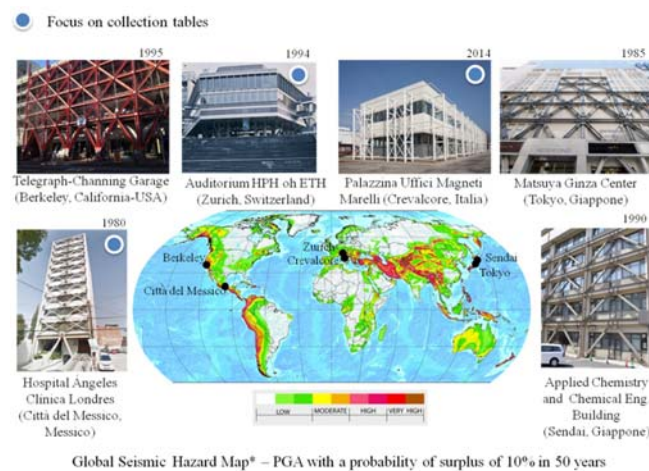 Focus on collection tables
1995
1994
2014
1985
Telegraph-Channing Garage
(Berkeley, California-USA)
Auditorium HPH oh ETH
(Zurich, Switzerland)
Palazzina Uffici Magneti
Marelli (Crevalcore, Italia)
Matsuya Ginza Center
(Tokyo, Giappone)
1980
1990
Berkeley
Città del Messico
Zurich
Crevalcore
Sendai
Tokyo
Hospital Ángeles
Clinica Londres
(Città del Messico,
Messico)
Applied Chemistry
and Chemical Eng.
Building
(Sendai, Giappone)
LOW
MODERATE
HIGH
VERY HIGH
Global Seismic Hazard Map* – PGA with a probability of surplus of 10% in 50 years